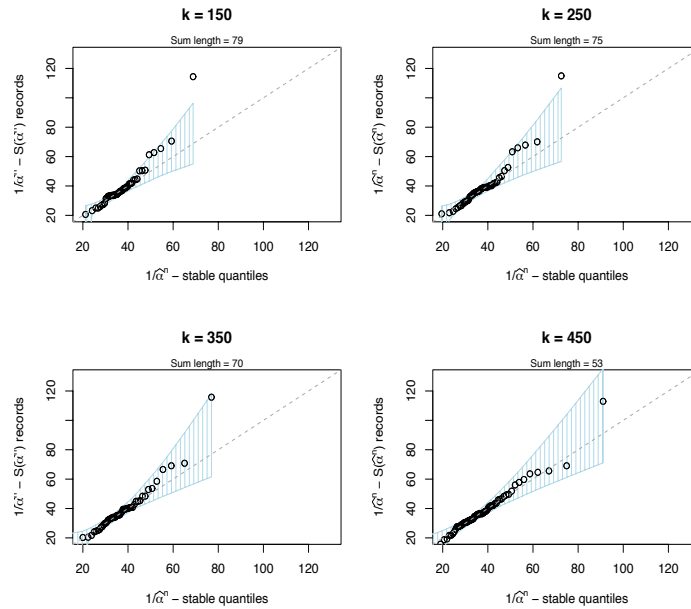 k = 150
Sum length = 79
1/α̂ⁿ − S(α̂ⁿ) records
120
80
60
40
20
20 40 60 80 100 120
1/α̂ⁿ − stable quantiles
k = 250
Sum length = 75
1/α̂ⁿ − S(α̂ⁿ) records
120
80
60
40
20
20 40 60 80 100 120
1/α̂ⁿ − stable quantiles
k = 350
Sum length = 70
1/α̂ⁿ − S(α̂ⁿ) records
120
80
60
40
20
20 40 60 80 100 120
1/α̂ⁿ − stable quantiles
k = 450
Sum length = 53
1/α̂ⁿ − S(α̂ⁿ) records
120
80
60
40
20
20 40 60 80 100 120
1/α̂ⁿ − stable quantiles